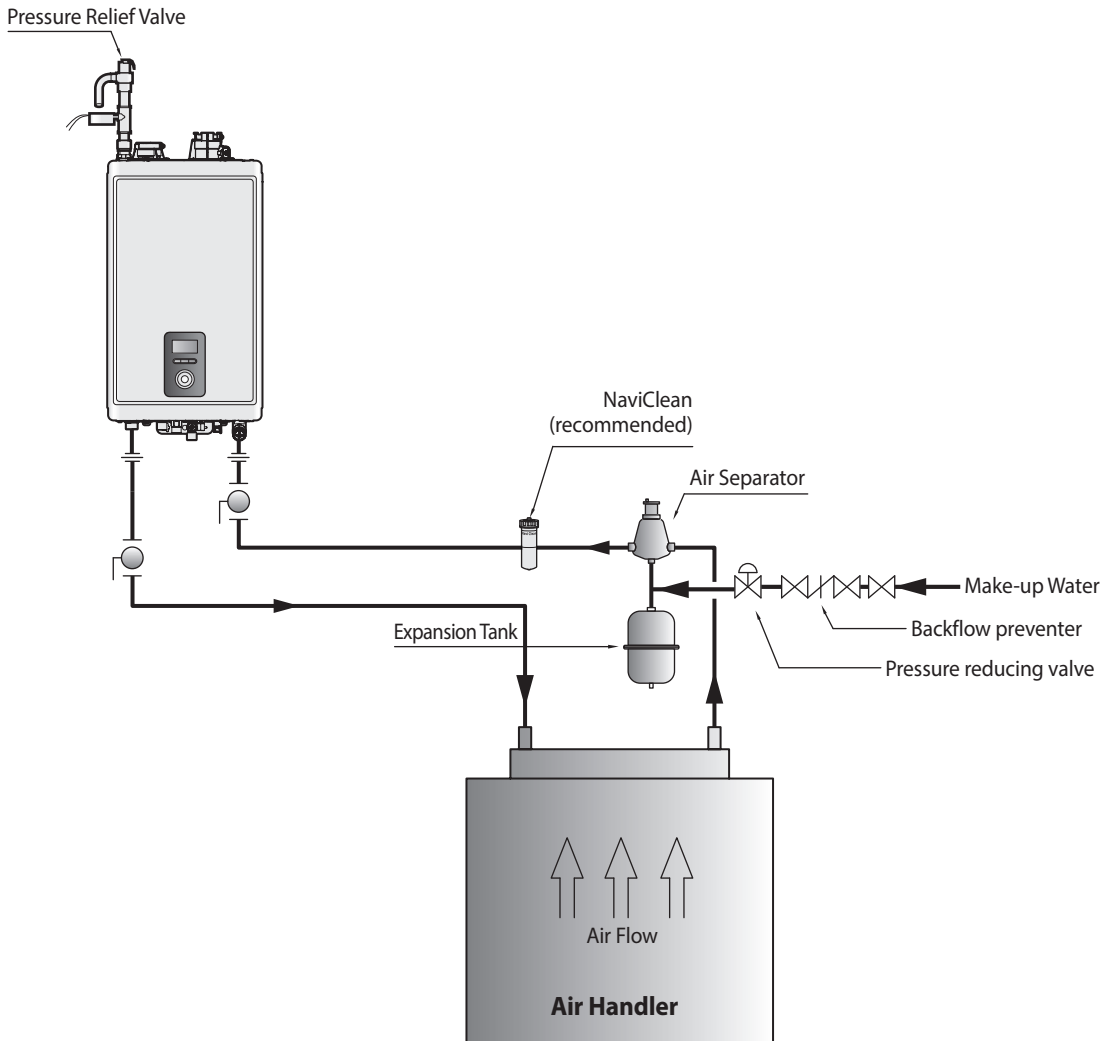 Pressure Relief Valve
NaviClean
(recommended)
Air Separator
Make-up Water
Backflow preventer
Expansion Tank
Pressure reducing valve
Air Flow
Air Handler